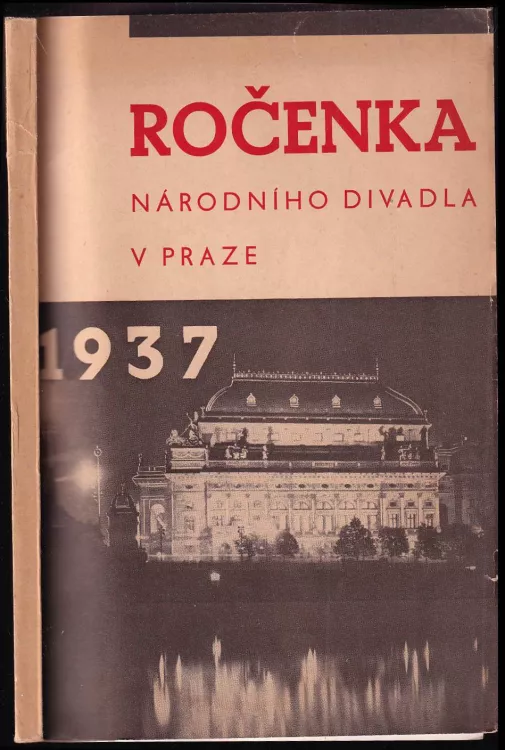 ROČENKA
NÁRODNÍHO DIVADLA
V PRAZE
1937